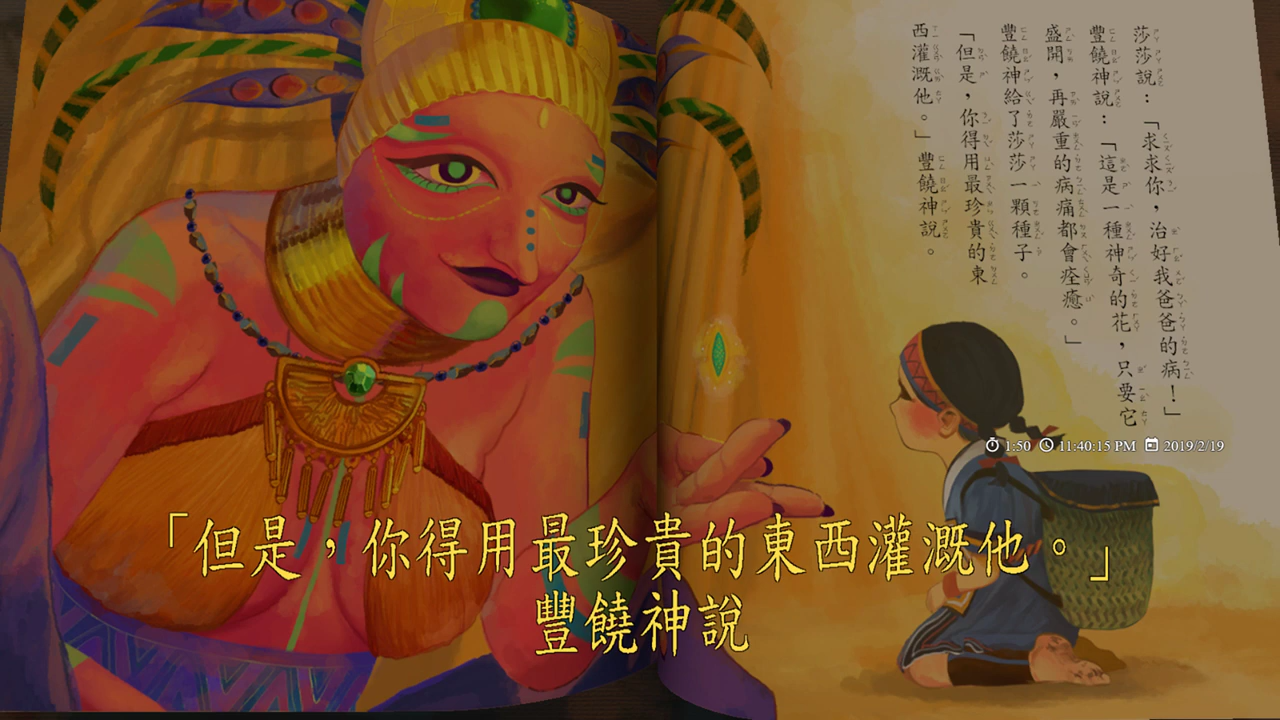 莎莎說：「求求你，治好我爸爸的病！」
豐饒神說：「這是一種神奇的花，只要它
盛開，再嚴重的病痛都會痊癒。」
豐饒神給了莎莎一顆種子。
「但是，你得用最珍貴的東
西灌溉他。」豐饒神說。
1:50 11:40:15 PM 2019/2/19
「但是，你得用最珍貴的東西灌溉他。」
豐饒神說